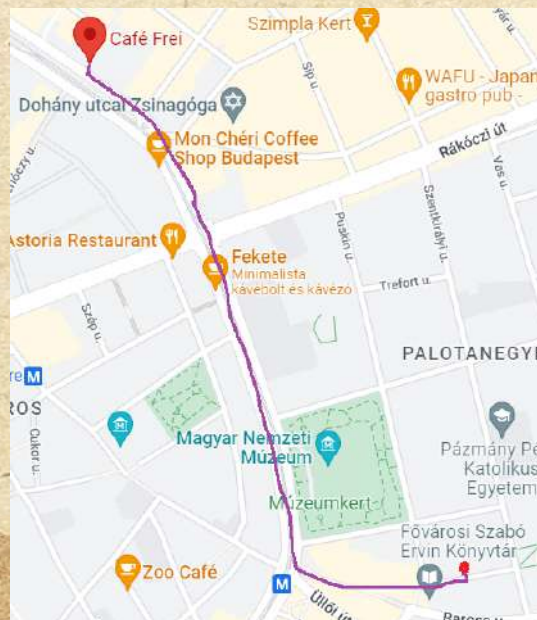 Café Frei
Szimpla Kert
Síp u.
WAFU - Japan
gastro pub -
Dohány utcai Zsinagóga
Mon Chéri Coffee
Shop Budapest
Rákóczi út
Vas u.
Szentkirályi u.
Puskin u.
Astoria Restaurant
Fekete
Minimalista
kávébolt és kávézó
Trefort u.
Szép u.
PALOTANEGYE
M
ROS
Cukor u.
Magyar Nemzeti
Múzeum
Pázmány Pé
Katolikus
Egyetem
Múzeumkert
Fővárosi Szabó
Ervin Könyvtár
Zoo Café
M
Üllői út